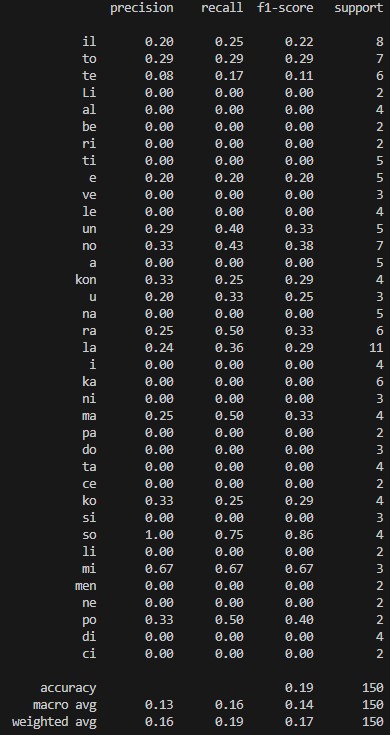 precision recall f1-score support
il 0.20 0.25 0.22 8
to 0.29 0.29 0.29 7
te 0.08 0.17 0.11 6
Li 0.00 0.00 0.00 2
al 0.00 0.00 0.00 4
be 0.00 0.00 0.00 2
ri 0.00 0.00 0.00 2
ti 0.00 0.00 0.00 5
e 0.20 0.20 0.20 5
ve 0.00 0.00 0.00 3
le 0.00 0.00 0.00 4
un 0.29 0.40 0.33 5
no 0.33 0.43 0.38 7
a 0.00 0.00 0.00 5
kon 0.33 0.25 0.29 4
u 0.20 0.33 0.25 3
na 0.00 0.00 0.00 5
ra 0.25 0.50 0.33 6
la 0.24 0.36 0.29 11
i 0.00 0.00 0.00 4
ka 0.00 0.00 0.00 6
ni 0.00 0.00 0.00 3
ma 0.25 0.50 0.33 4
pa 0.00 0.00 0.00 2
do 0.00 0.00 0.00 3
ta 0.00 0.00 0.00 4
ce 0.00 0.00 0.00 2
ko 0.33 0.25 0.29 4
si 0.00 0.00 0.00 3
so 1.00 0.75 0.86 4
li 0.00 0.00 0.00 2
mi 0.67 0.67 0.67 3
men 0.00 0.00 0.00 2
ne 0.00 0.00 0.00 2
po 0.33 0.50 0.40 2
di 0.00 0.00 0.00 4
ci 0.00 0.00 0.00 2
accuracy 0.19 150
macro avg 0.13 0.16 0.14 150
weighted avg 0.16 0.19 0.17 150